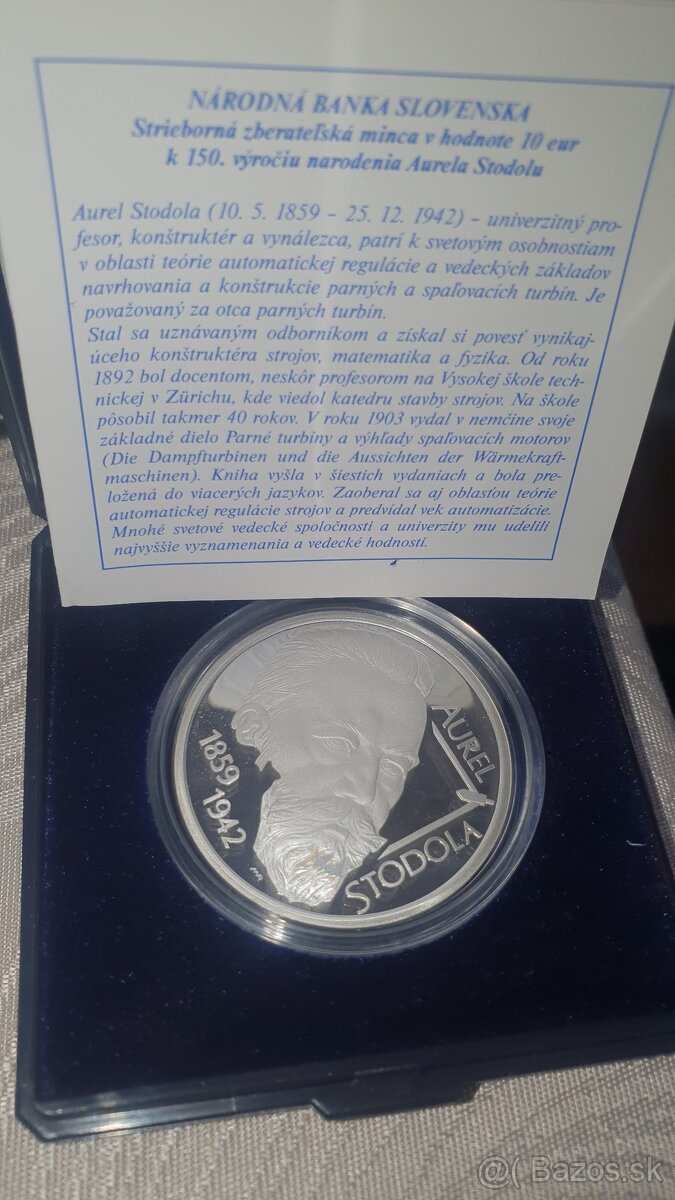 NÁRODNÁ BANKA SLOVENSKA
Strieborná zberateľská minca v hodnote 10 eur
k 150. výročiu narodenia Aurela Stodolu
Aurel Stodola (10. 5. 1859 – 25. 12. 1942) – univerzitný pro-
fesor, konštruktér a vynálezca, patrí k svetovým osobnostiam
v oblasti teórie automatickej regulácie a vedeckých základov
navrhovania a konštrukcie parných a spaľovacích turbín. Je
považovaný za otca parných turbín.
Stal sa uznávaným odborníkom a získal si povesť vynikaj-
úceho konštruktéra strojov, matematika a fyzika. Od roku
1892 bol docentom, neskôr profesorom na Vysokej škole tech-
nickej v Zürichu, kde viedol katedru stavby strojov. Na škole
pôsobil takmer 40 rokov. V roku 1903 vydal v nemčine svoje
základné dielo Parné turbíny a výhľady spaľovacích motorov
(Die Dampfturbinen und die Aussichten der Wärmekraft-
maschinen). Kniha vyšla v šiestich vydaniach a bola pre-
ložená do viacerých jazykov. Zaoberal sa aj oblasťou teórie
automatickej regulácie strojov a predvídal vek automatizácie.
Mnohé svetové vedecké spoločnosti a univerzity mu udelili
najvyššie vyznamenania a vedecké hodnosti.
AUREL
STODOLA
1859
1942
MR
@( Bazos.sk